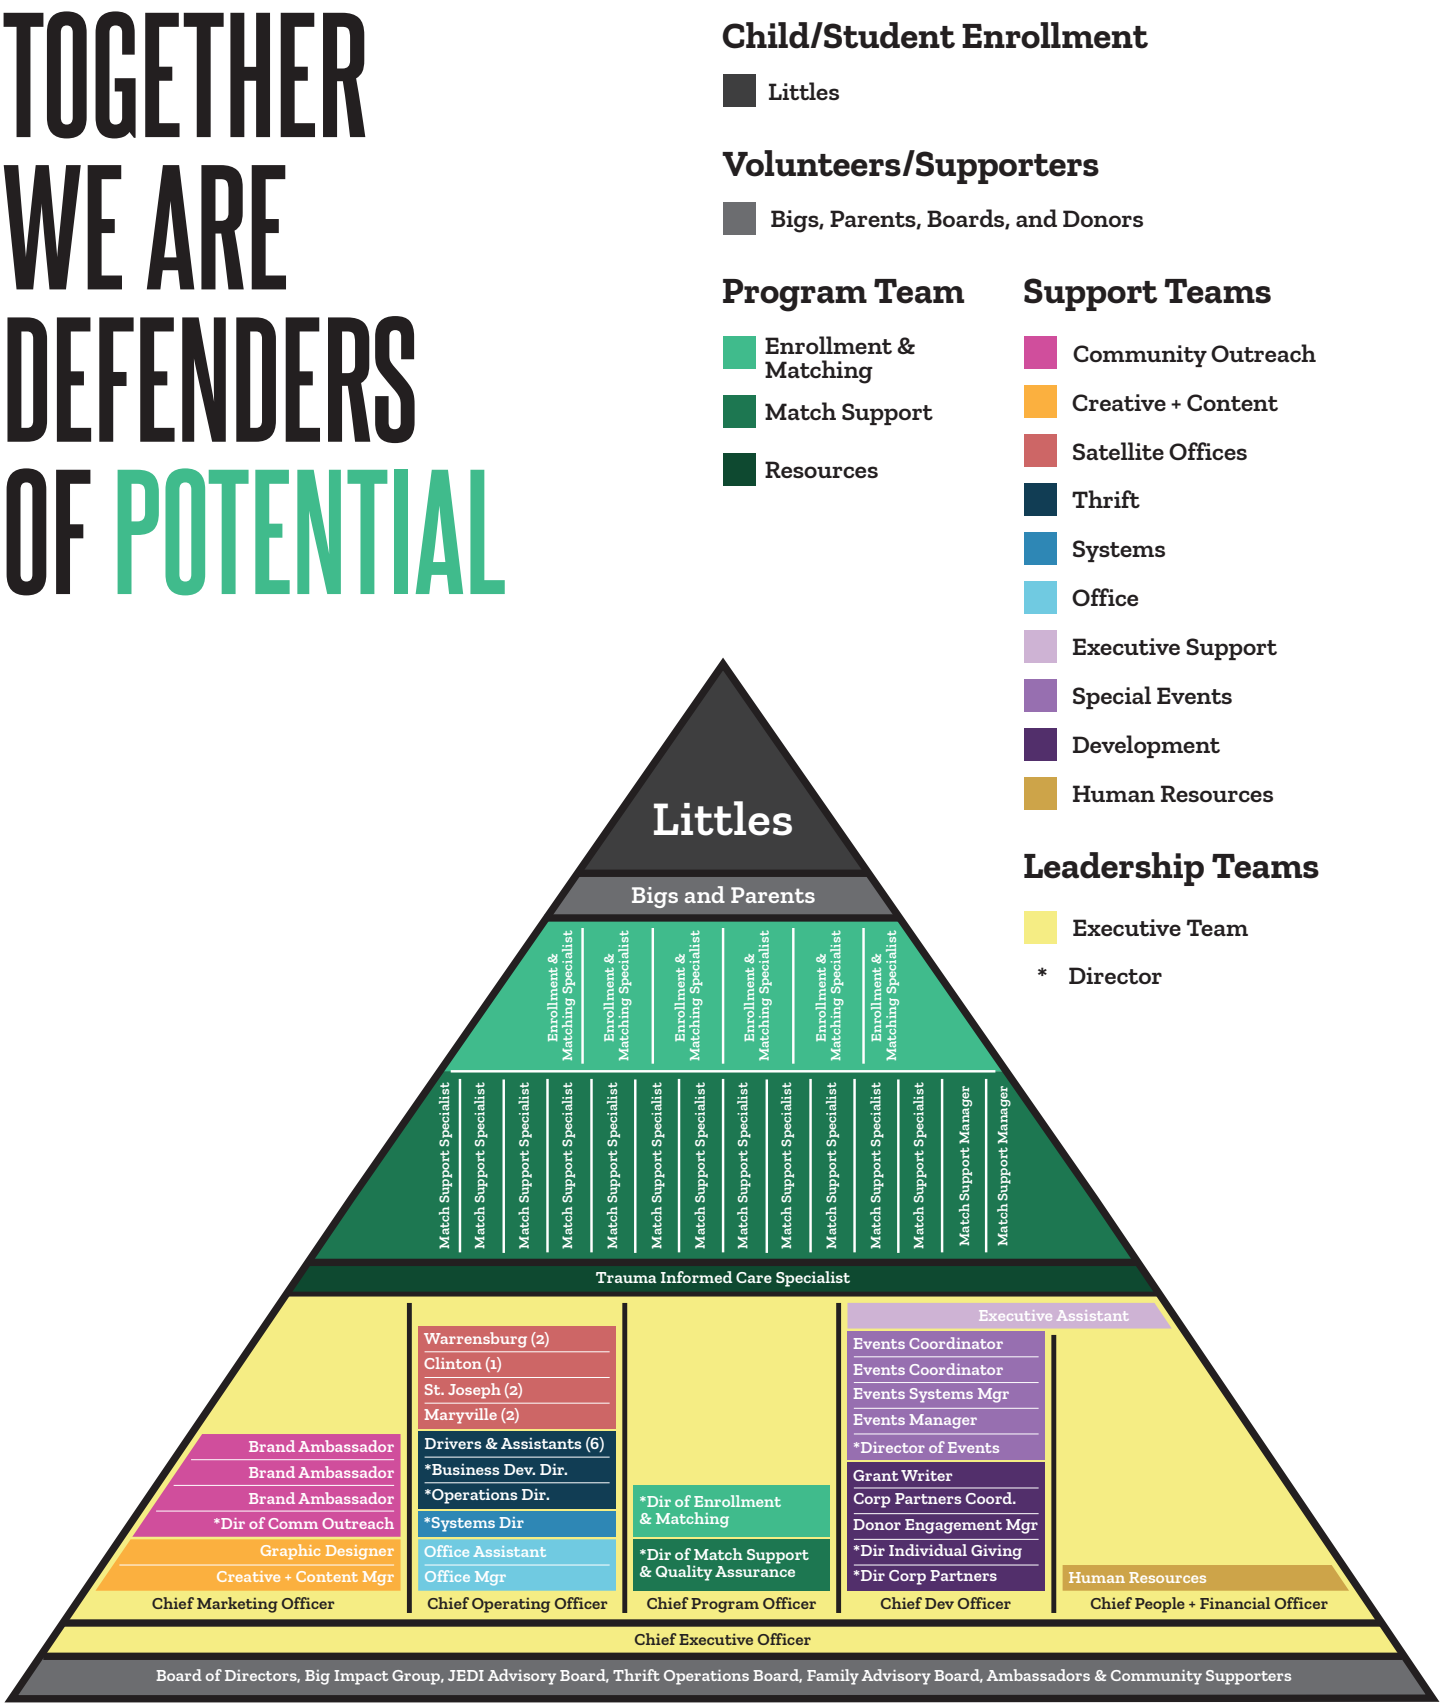 TOGETHER
WE ARE
DEFENDERS
OF POTENTIAL
Child/Student Enrollment
Littles
Volunteers/Supporters
Bigs, Parents, Boards, and Donors
Program Team
Enrollment &
Matching
Match Support
Resources
Support Teams
Community Outreach
Creative + Content
Satellite Offices
Thrift
Systems
Office
Executive Support
Special Events
Development
Human Resources
Leadership Teams
Executive Team
* Director
Littles
Bigs and Parents
Enrollment &
Matching Specialist
Enrollment &
Matching Specialist
Enrollment &
Matching Specialist
Enrollment &
Matching Specialist
Enrollment &
Matching Specialist
Enrollment &
Matching Specialist
Match Support Specialist
Match Support Specialist
Match Support Specialist
Match Support Specialist
Match Support Specialist
Match Support Specialist
Match Support Specialist
Match Support Specialist
Match Support Specialist
Match Support Specialist
Match Support Specialist
Match Support Specialist
Match Support Manager
Match Support Manager
Trauma Informed Care Specialist
Brand Ambassador
Brand Ambassador
Brand Ambassador
*Dir of Comm Outreach
Graphic Designer
Creative + Content Mgr
Chief Marketing Officer
Warrensburg (2)
Clinton (1)
St. Joseph (2)
Maryville (2)
Drivers & Assistants (6)
*Business Dev. Dir.
*Operations Dir.
*Systems Dir
Office Assistant
Office Mgr
Chief Operating Officer
*Dir of Enrollment
& Matching
*Dir of Match Support
& Quality Assurance
Chief Program Officer
Executive Assistant
Events Coordinator
Events Coordinator
Events Systems Mgr
Events Manager
*Director of Events
Grant Writer
Corp Partners Coord.
Donor Engagement Mgr
*Dir Individual Giving
*Dir Corp Partners
Chief Dev Officer
Human Resources
Chief People + Financial Officer
Chief Executive Officer
Board of Directors, Big Impact Group, JEDI Advisory Board, Thrift Operations Board, Family Advisory Board, Ambassadors & Community Supporters